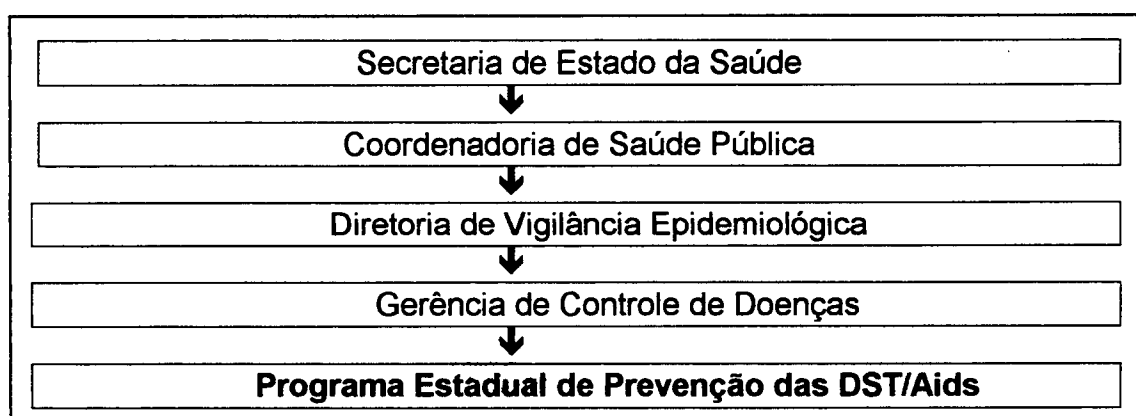 Secretaria de Estado da Saúde
Coordenadoria de Saúde Pública
Diretoria de Vigilância Epidemiológica
Gerência de Controle de Doenças
Programa Estadual de Prevenção das DST/Aids